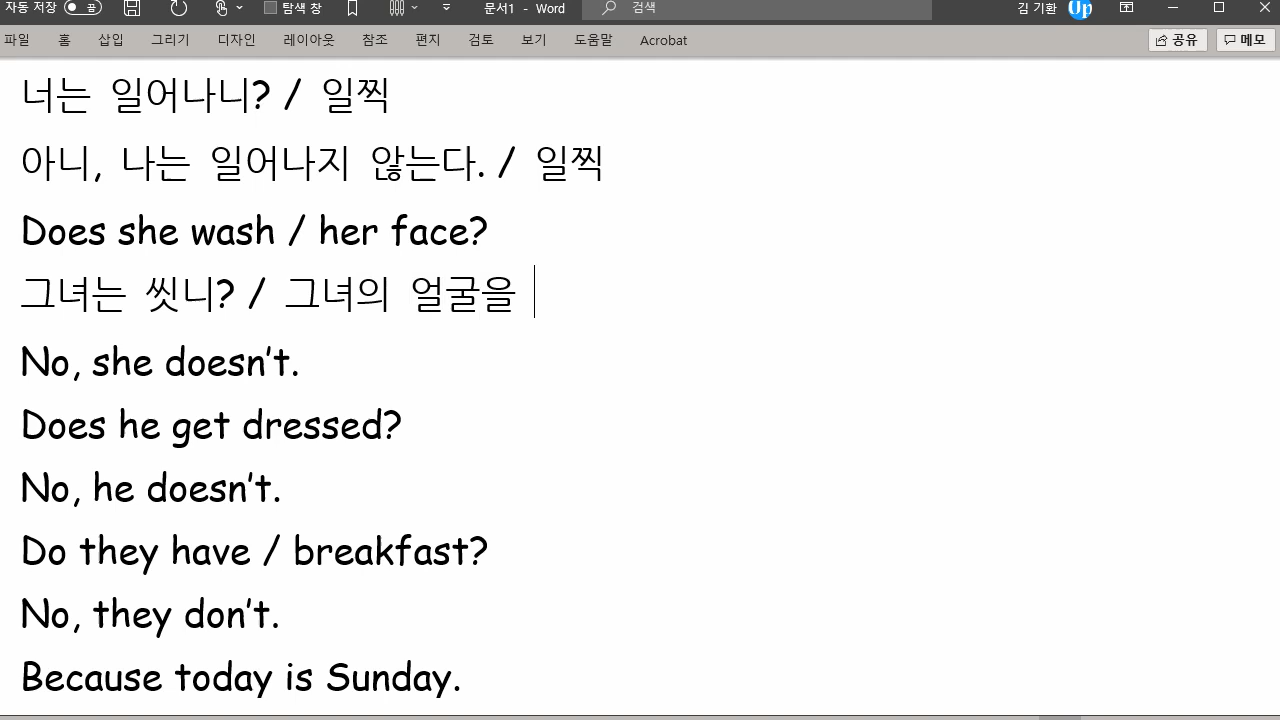 자동 저장 끔 탐색 창 문서1 - Word 검색 김 기환 Up
파일 홈 삽입 그리기 디자인 레이아웃 참조 편지 검토 보기 도움말 Acrobat 공유 메모
너는 일어나니? / 일찍
아니, 나는 일어나지 않는다. / 일찍
Does she wash / her face?
그녀는 씻니? / 그녀의 얼굴을
No, she doesn't.
Does he get dressed?
No, he doesn't.
Do they have / breakfast?
No, they don't.
Because today is Sunday.